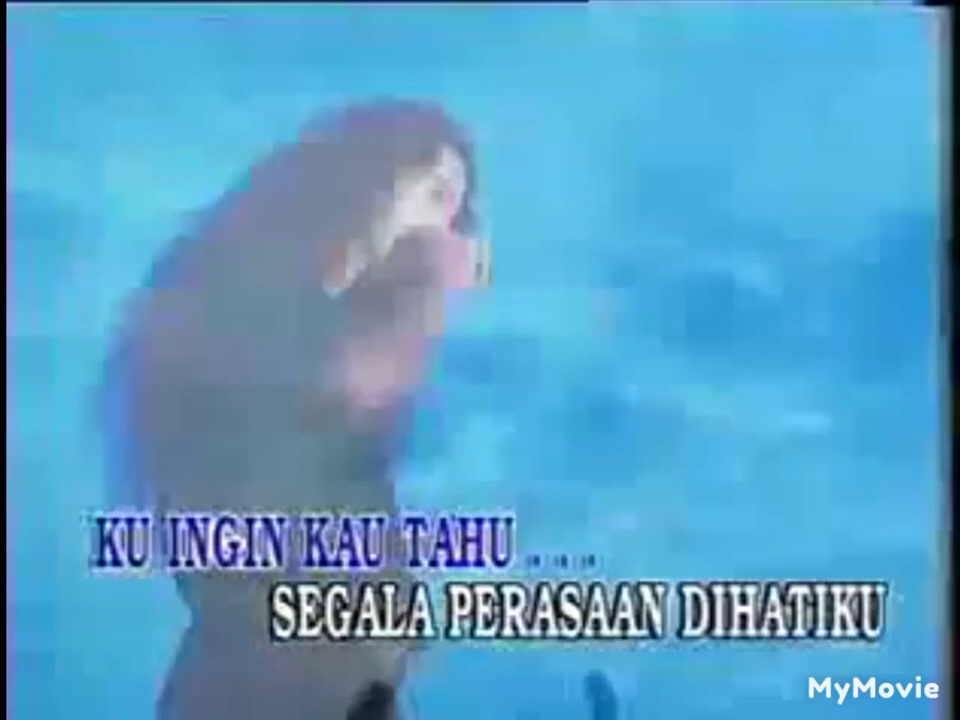 KU INGIN KAU TAHU ........
SEGALA PERASAAN DIHATIKU
MyMovie